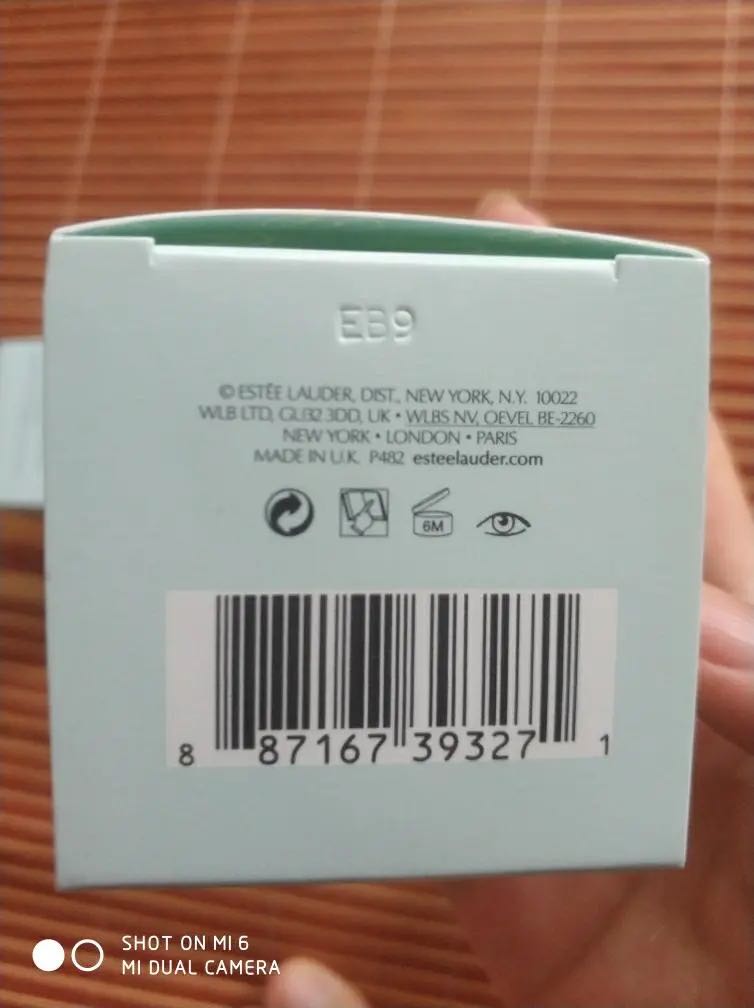 EB9
© ESTĒE LAUDER, DIST., NEW YORK, N.Y. 10022
WLB LTD, GU32 3DD, UK • WLBS NV, OEVEL BE-2260
NEW YORK • LONDON • PARIS
MADE IN U.K. P482 esteelauder.com
6M
8 87167 39327 1
SHOT ON MI 6
MI DUAL CAMERA